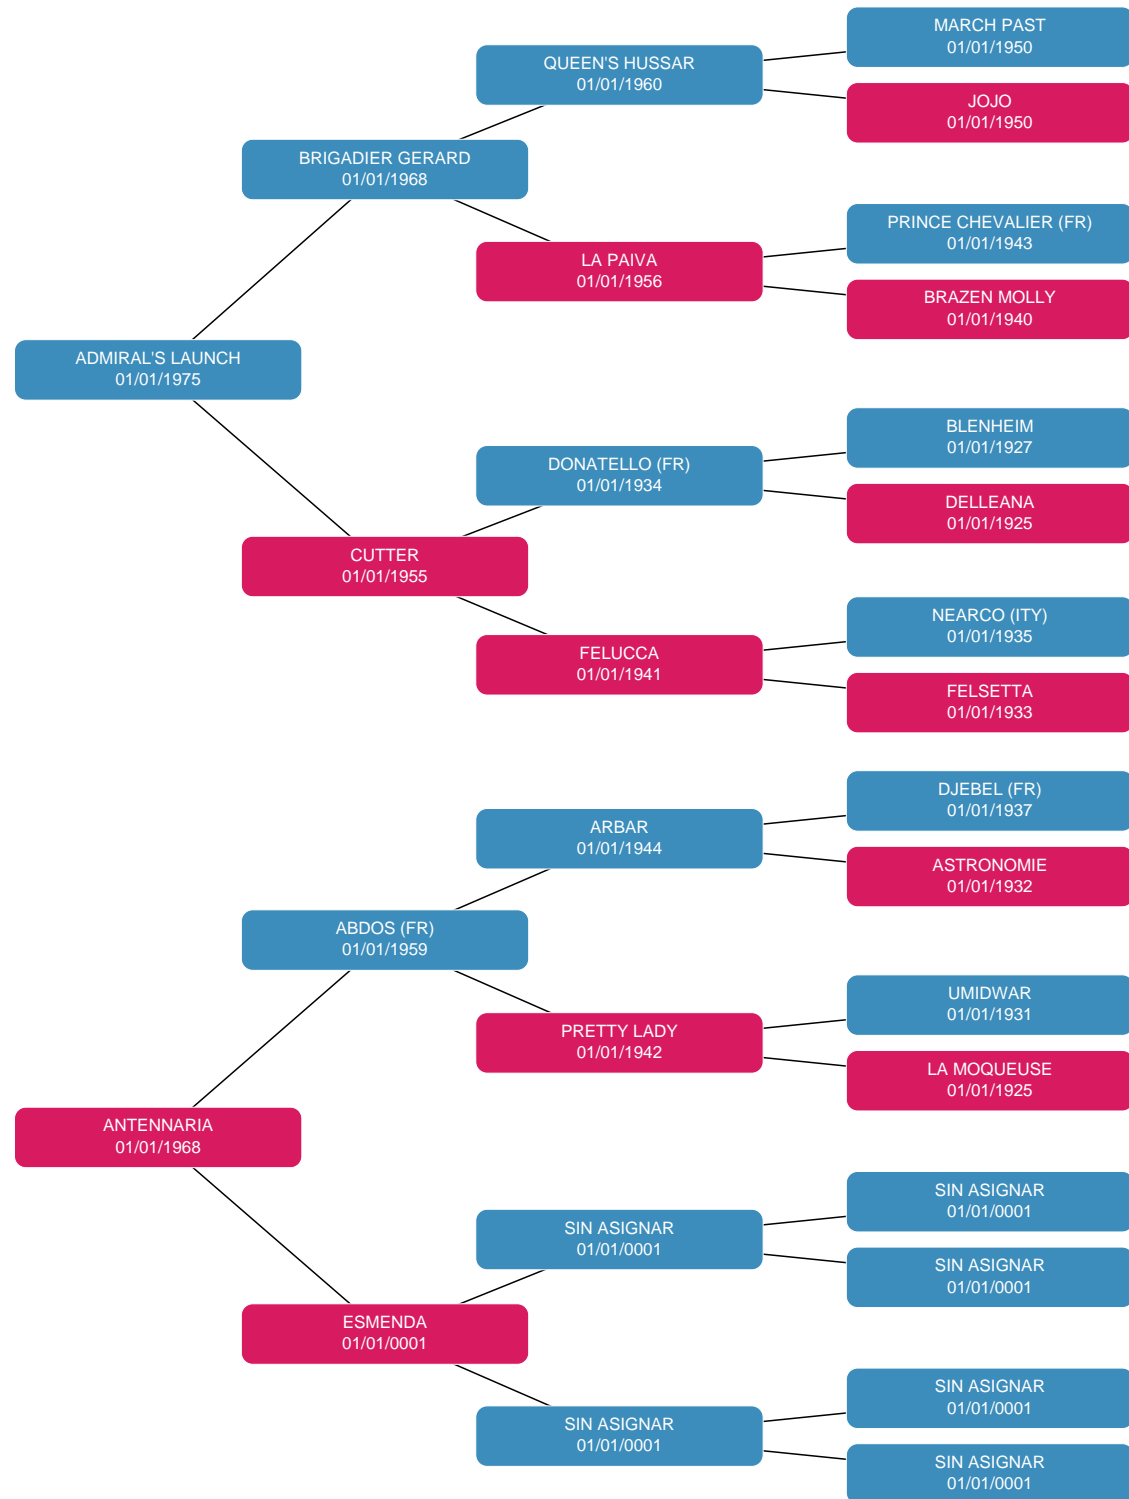 MARCH PAST
01/01/1950
QUEEN'S HUSSAR
01/01/1960
JOJO
01/01/1950
BRIGADIER GERARD
01/01/1968
PRINCE CHEVALIER (FR)
01/01/1943
LA PAIVA
01/01/1956
BRAZEN MOLLY
01/01/1940
ADMIRAL'S LAUNCH
01/01/1975
BLENHEIM
01/01/1927
DONATELLO (FR)
01/01/1934
DELLEANA
01/01/1925
CUTTER
01/01/1955
NEARCO (ITY)
01/01/1935
FELUCCA
01/01/1941
FELSETTA
01/01/1933
DJEBEL (FR)
01/01/1937
ARBAR
01/01/1944
ASTRONOMIE
01/01/1932
ABDOS (FR)
01/01/1959
UMIDWAR
01/01/1931
PRETTY LADY
01/01/1942
LA MOQUEUSE
01/01/1925
ANTENNARIA
01/01/1968
SIN ASIGNAR
01/01/0001
SIN ASIGNAR
01/01/0001
SIN ASIGNAR
01/01/0001
ESMENDA
01/01/0001
SIN ASIGNAR
01/01/0001
SIN ASIGNAR
01/01/0001
SIN ASIGNAR
01/01/0001